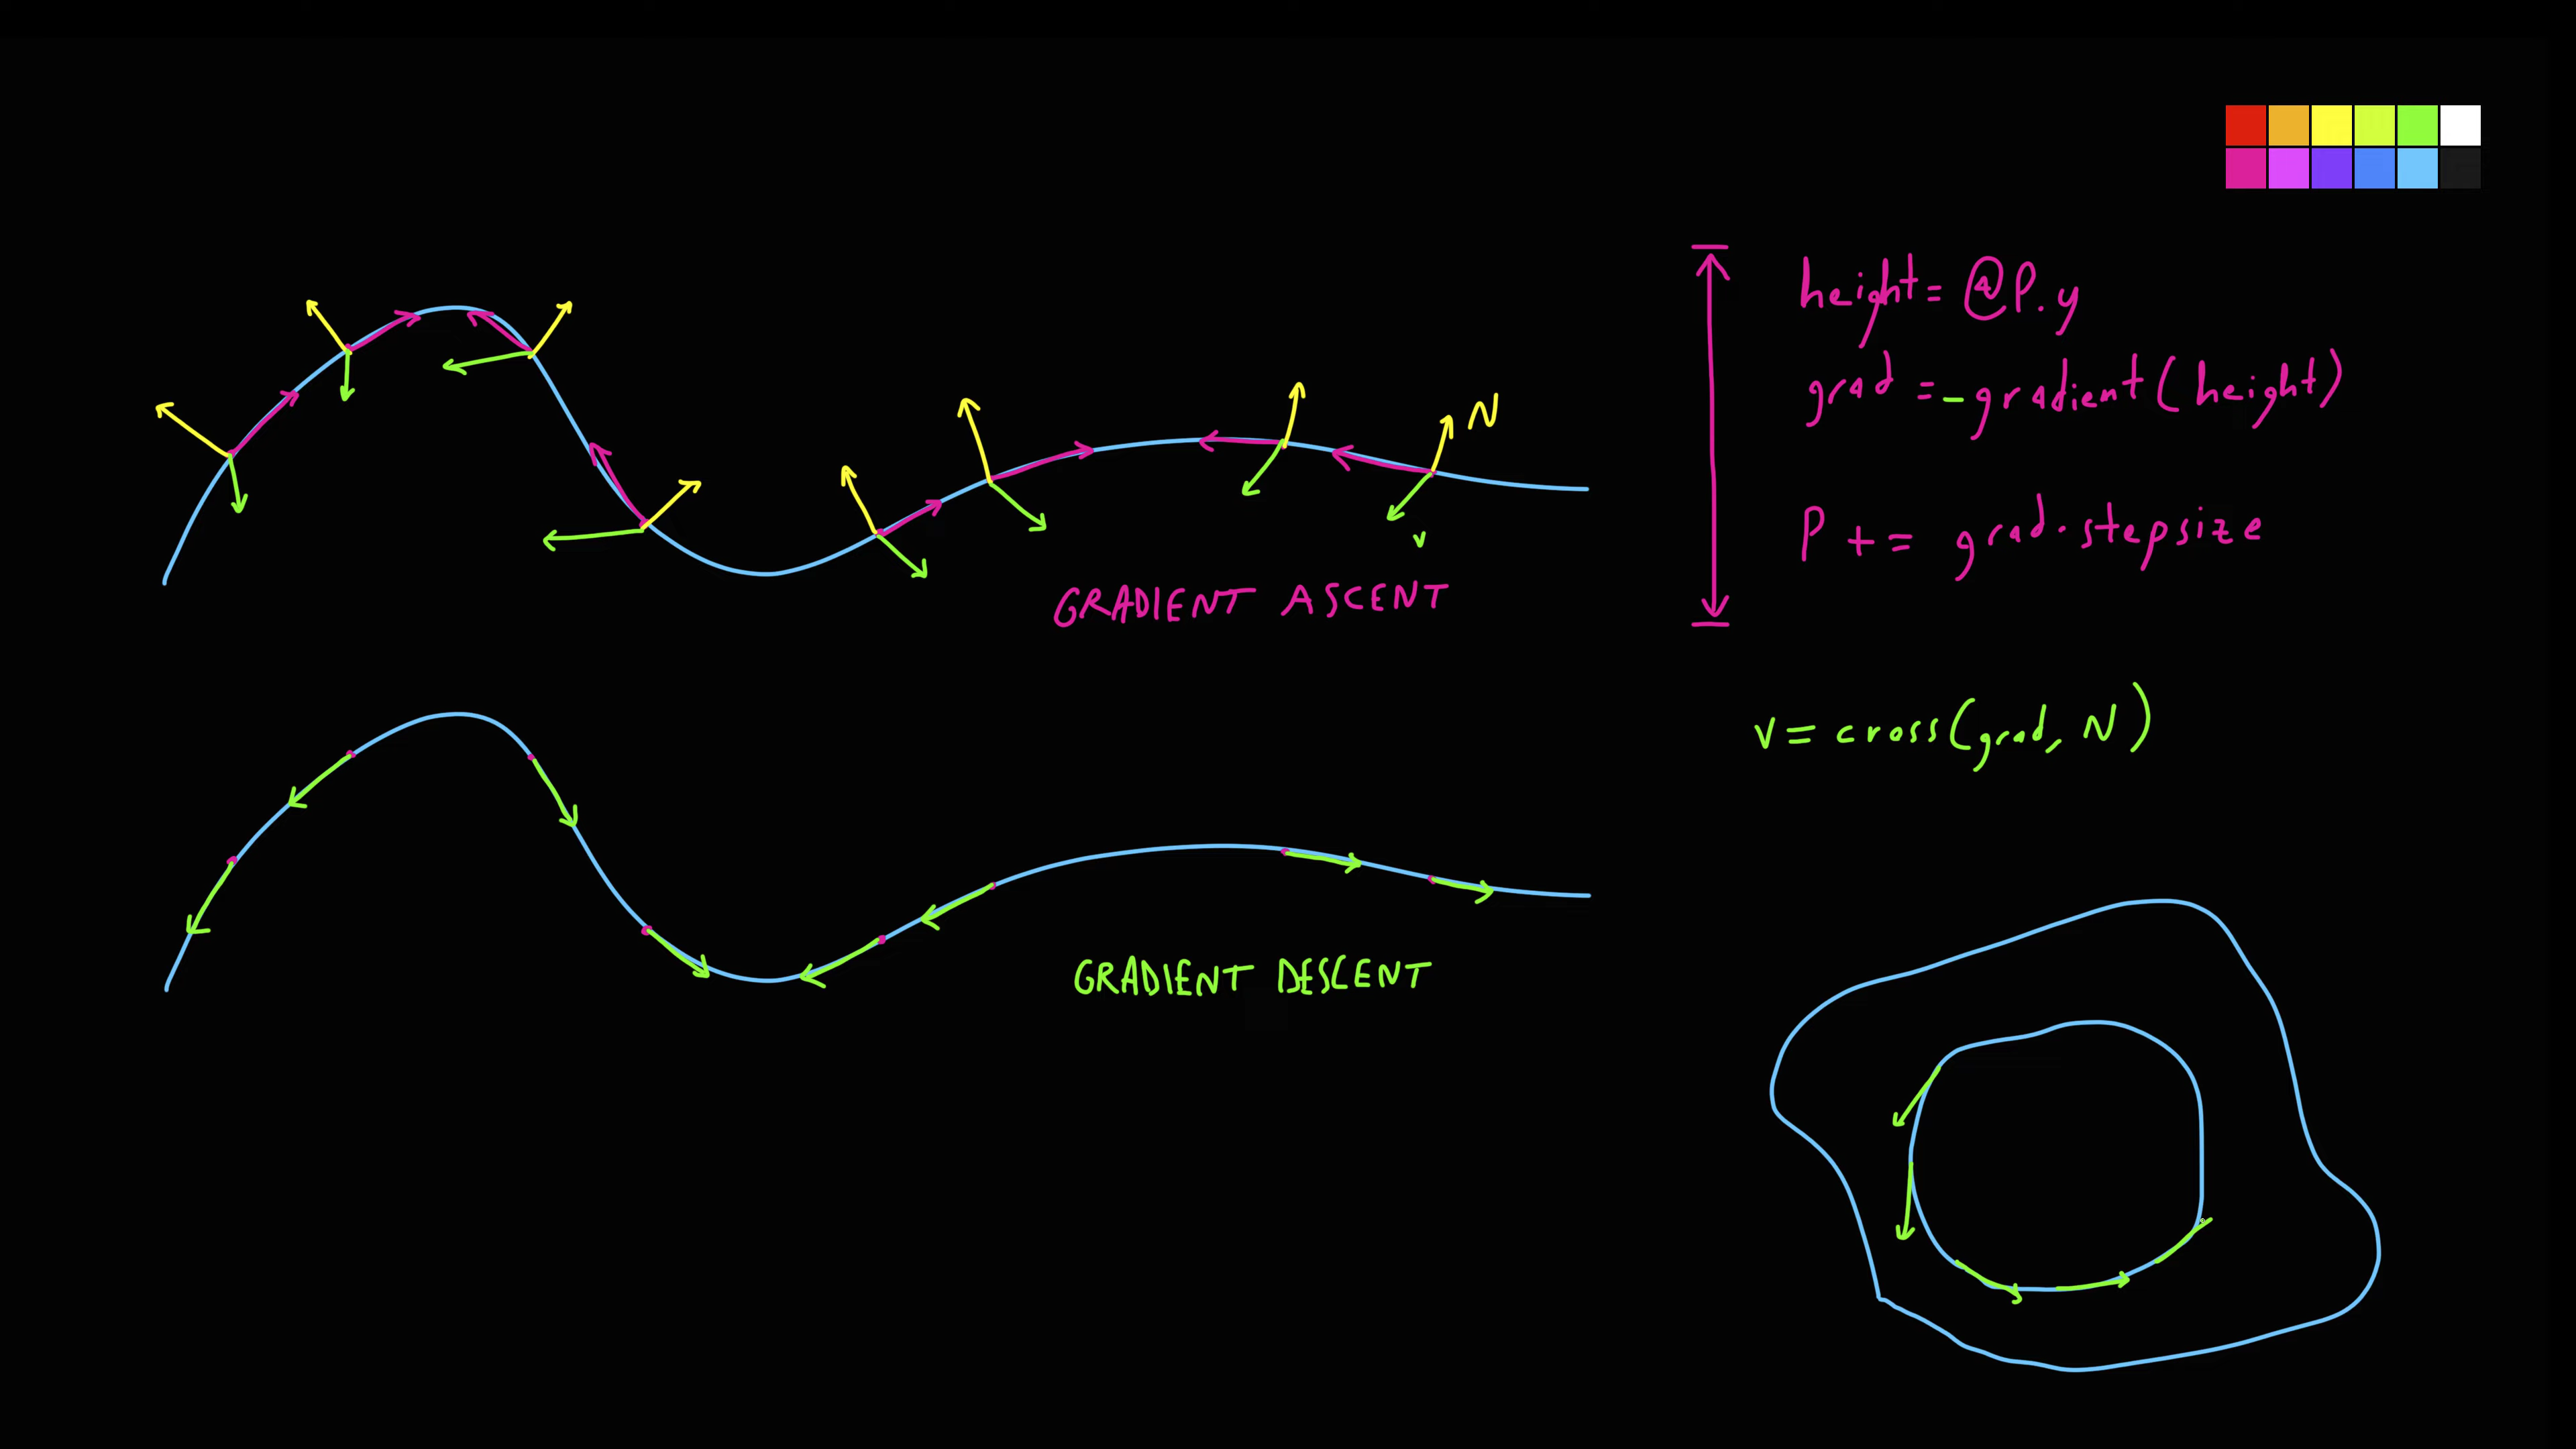 height = @P.y
grad = -gradient(height)
N
P += grad · stepsize
v
GRADIENT ASCENT
v = cross(grad, N)
GRADIENT DESCENT